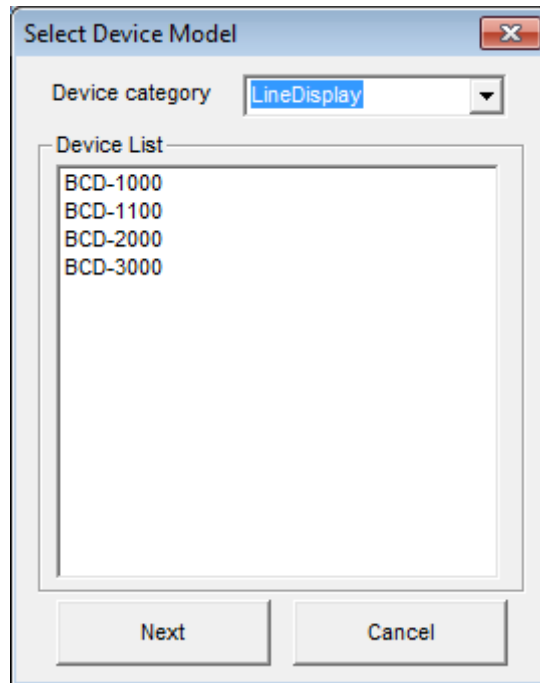 Select Device Model
Device category LineDisplay
Device List
BCD-1000
BCD-1100
BCD-2000
BCD-3000
Next Cancel